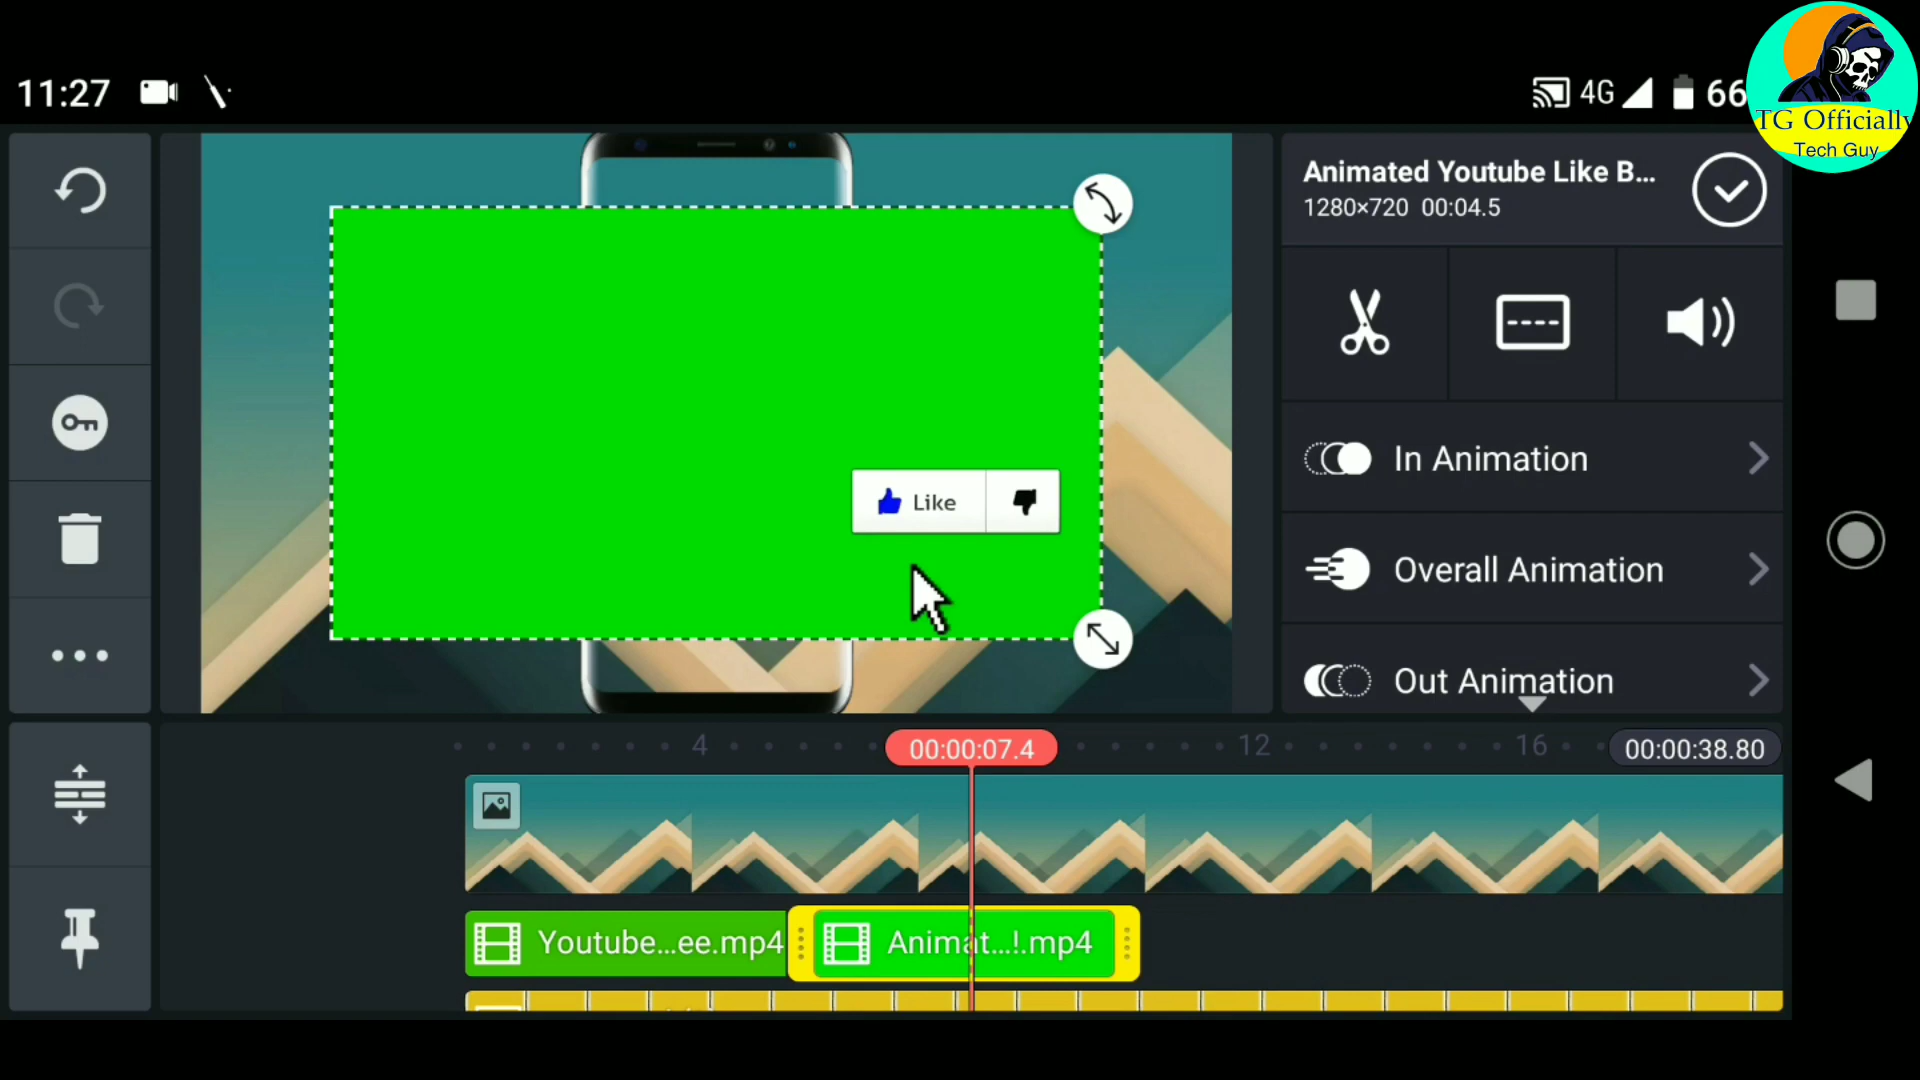 11:27
4G
66
TG Officially
Tech Guy
Animated Youtube Like B...
1280×720 00:04.5
In Animation
Overall Animation
Out Animation
Like
4
00:00:07.4
12
16
00:00:38.80
Youtube...ee.mp4
Animat...!.mp4